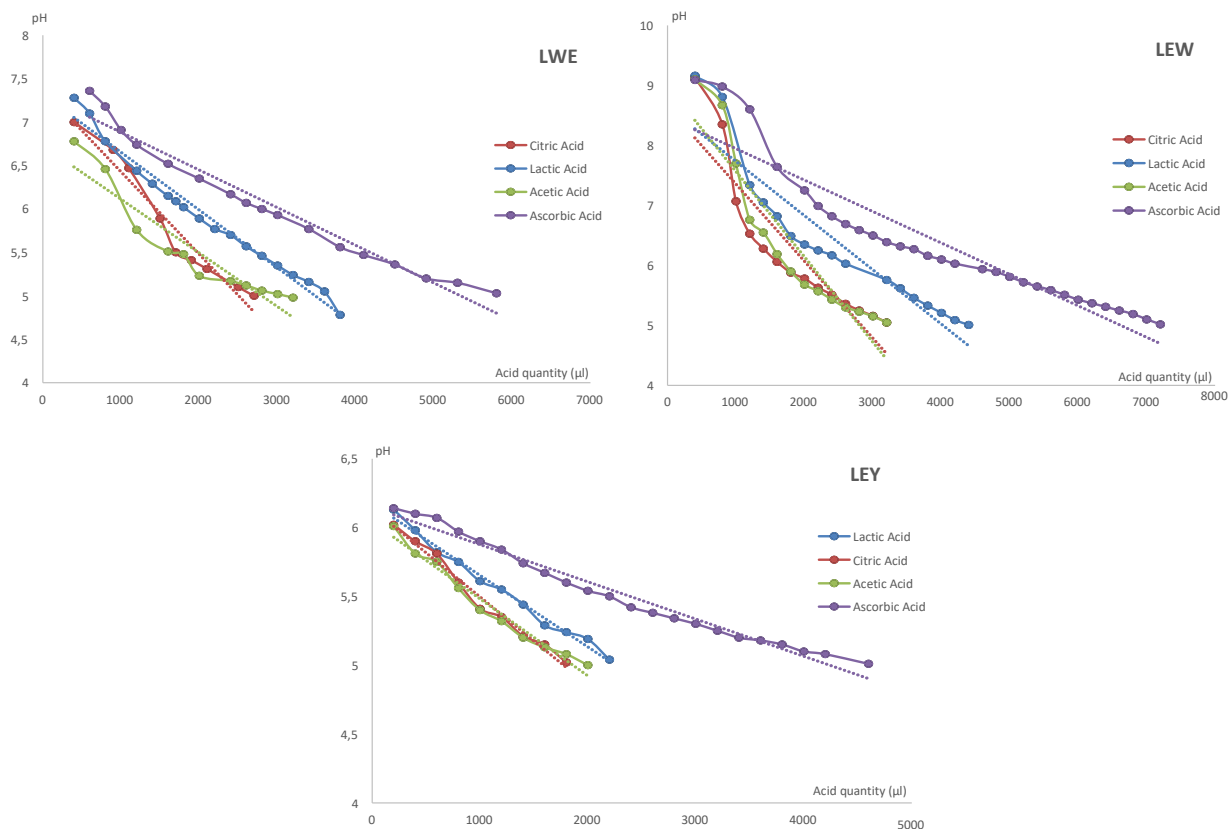 pH
LWE
8
7,5
7
6,5
6
5,5
5
4,5
4
Citric Acid
Lactic Acid
Acetic Acid
Ascorbic Acid
Acid quantity (µl)
0 1000 2000 3000 4000 5000 6000 7000
pH
LEW
10
9
8
7
6
5
4
Citric Acid
Lactic Acid
Acetic Acid
Ascorbic Acid
Acid quantity (µl)
0 1000 2000 3000 4000 5000 6000 7000 8000
pH
LEY
6,5
6
5,5
5
4,5
4
Lactic Acid
Citric Acid
Acetic Acid
Ascorbic Acid
Acid quantity (µl)
0 1000 2000 3000 4000 5000